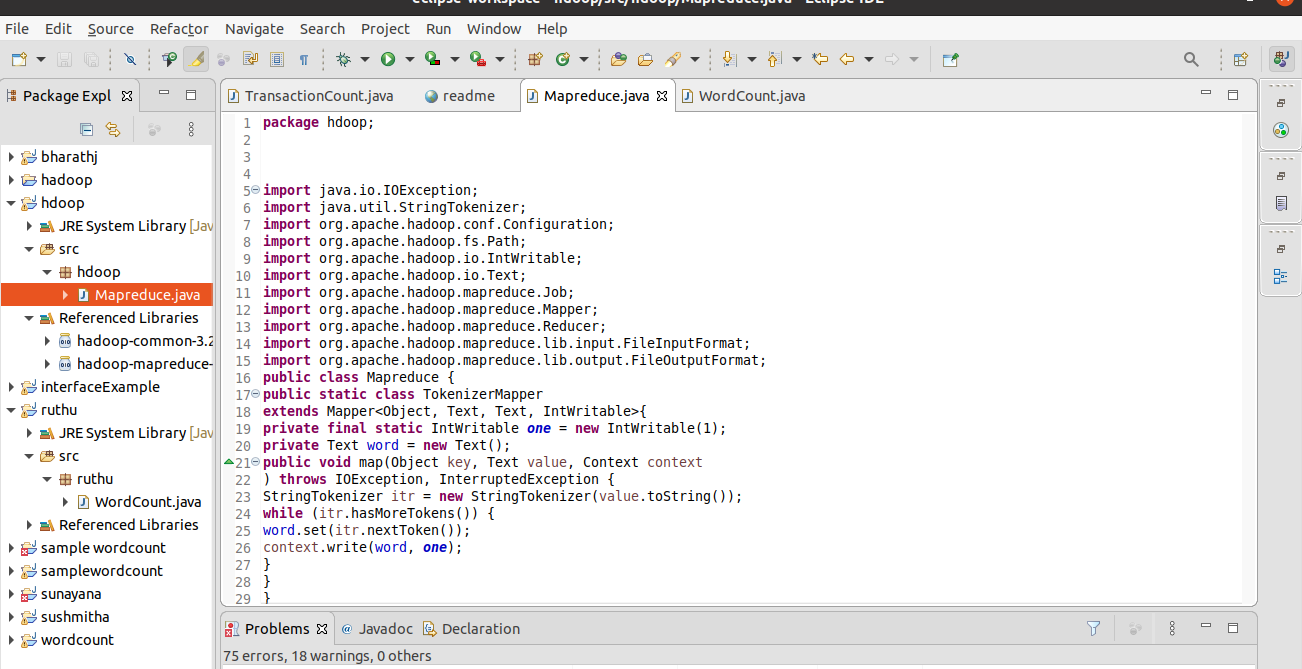 eclipse-workspace - hdoop/src/hdoop/Mapreduce.java - Eclipse IDE
File Edit Source Refactor Navigate Search Project Run Window Help
Package Expl
TransactionCount.java readme Mapreduce.java WordCount.java
bharathj
hadoop
hdoop
JRE System Library [Jav
src
hdoop
Mapreduce.java
Referenced Libraries
hadoop-common-3.2
hadoop-mapreduce-
interfaceExample
ruthu
JRE System Library [Jav
src
ruthu
WordCount.java
Referenced Libraries
sample wordcount
samplewordcount
sunayana
sushmitha
wordcount
1 package hdoop;
2
3
4
5 import java.io.IOException;
6 import java.util.StringTokenizer;
7 import org.apache.hadoop.conf.Configuration;
8 import org.apache.hadoop.fs.Path;
9 import org.apache.hadoop.io.IntWritable;
10 import org.apache.hadoop.io.Text;
11 import org.apache.hadoop.mapreduce.Job;
12 import org.apache.hadoop.mapreduce.Mapper;
13 import org.apache.hadoop.mapreduce.Reducer;
14 import org.apache.hadoop.mapreduce.lib.input.FileInputFormat;
15 import org.apache.hadoop.mapreduce.lib.output.FileOutputFormat;
16 public class Mapreduce {
17 public static class TokenizerMapper
18 extends Mapper<Object, Text, Text, IntWritable>{
19 private final static IntWritable one = new IntWritable(1);
20 private Text word = new Text();
21 public void map(Object key, Text value, Context context
22 ) throws IOException, InterruptedException {
23 StringTokenizer itr = new StringTokenizer(value.toString());
24 while (itr.hasMoreTokens()) {
25 word.set(itr.nextToken());
26 context.write(word, one);
27 }
28 }
29 }
Problems Javadoc Declaration
75 errors, 18 warnings, 0 others